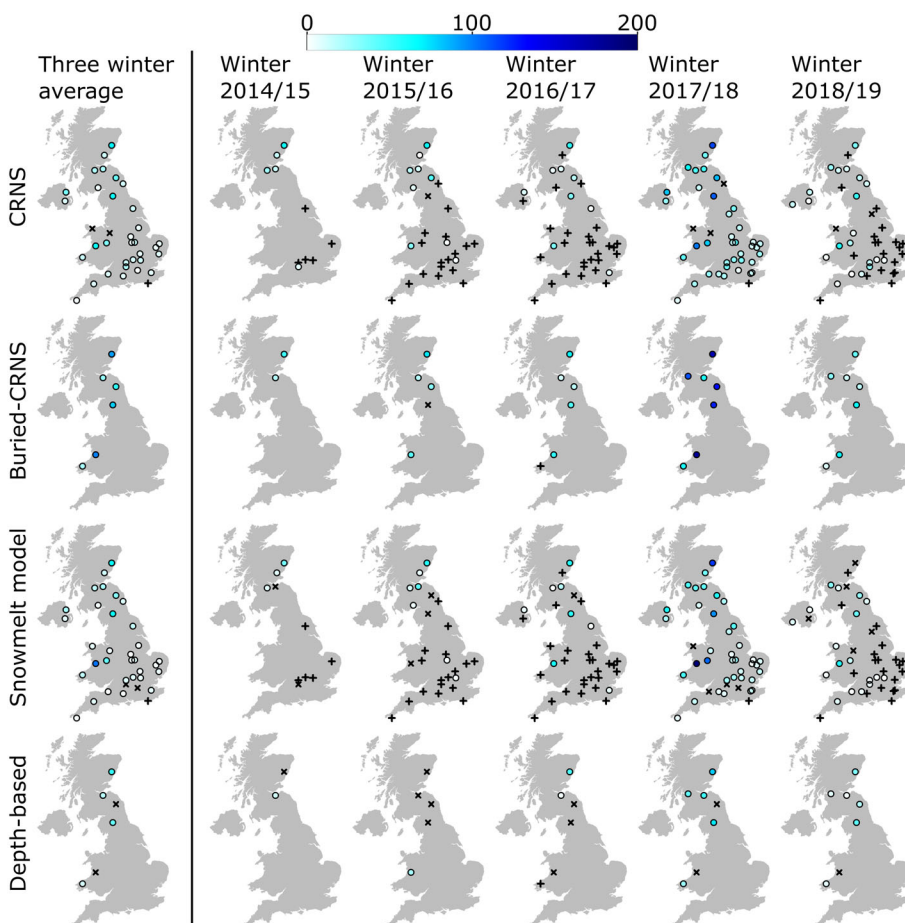 0 100 200
Three winter average
Winter 2014/15
Winter 2015/16
Winter 2016/17
Winter 2017/18
Winter 2018/19
CRNS
Buried-CRNS
Snowmelt model
Depth-based